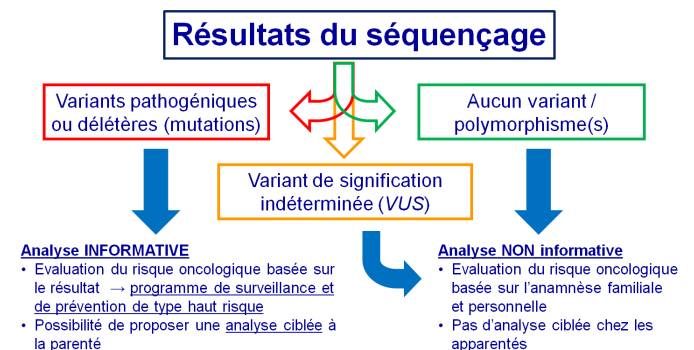 Résultats du séquençage
Variants pathogéniques
ou délétères (mutations)
Aucun variant /
polymorphisme(s)
Variant de signification
indéterminée (VUS)
Analyse INFORMATIVE
• Evaluation du risque oncologique basée sur
le résultat → programme de surveillance et
de prévention de type haut risque
• Possibilité de proposer une analyse ciblée à
la parenté
Analyse NON informative
• Evaluation du risque oncologique
basée sur l'anamnèse familiale
et personnelle
• Pas d'analyse ciblée chez les
apparentés